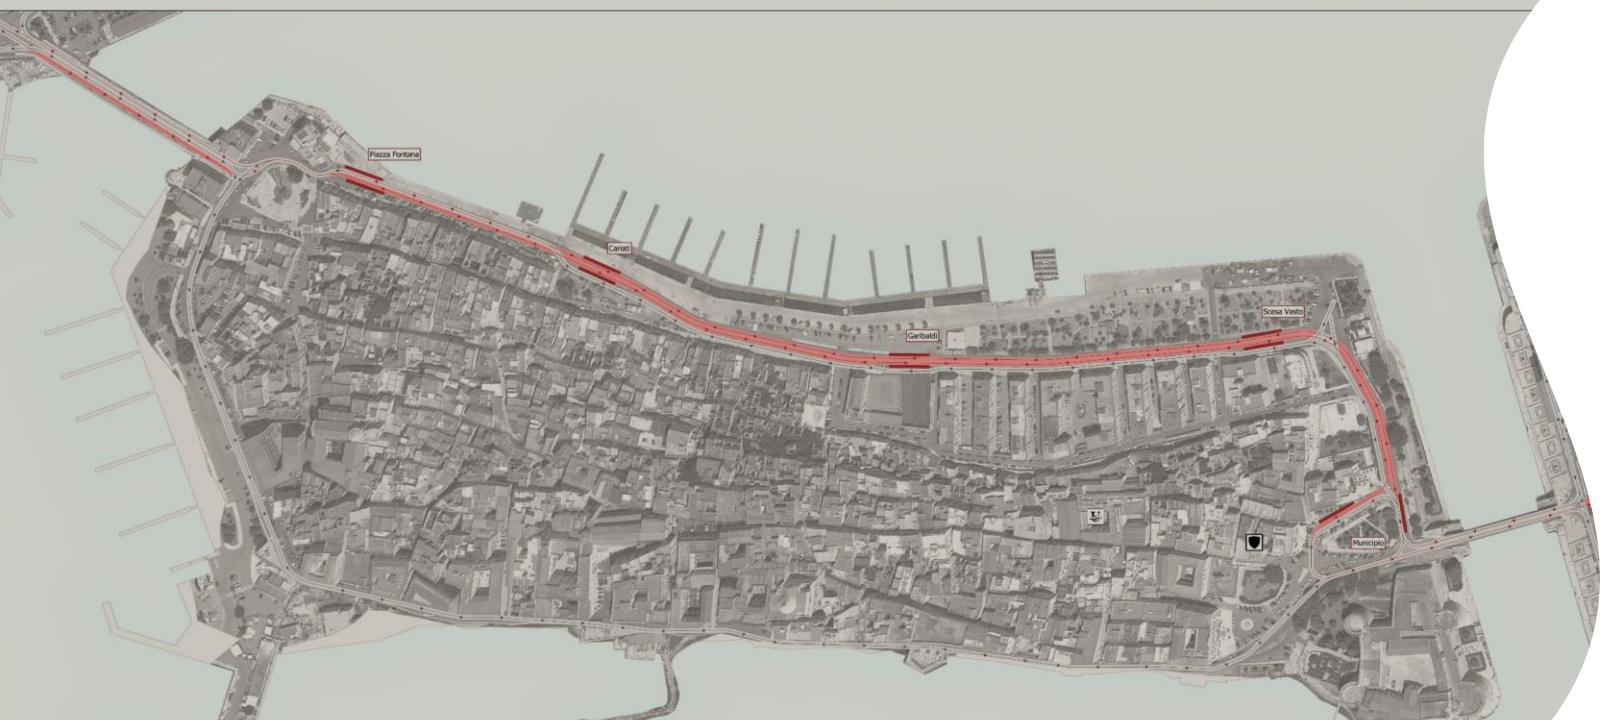 Piazza Fontana
Cariati
Garibaldi
Scesa Vasto
Municipio